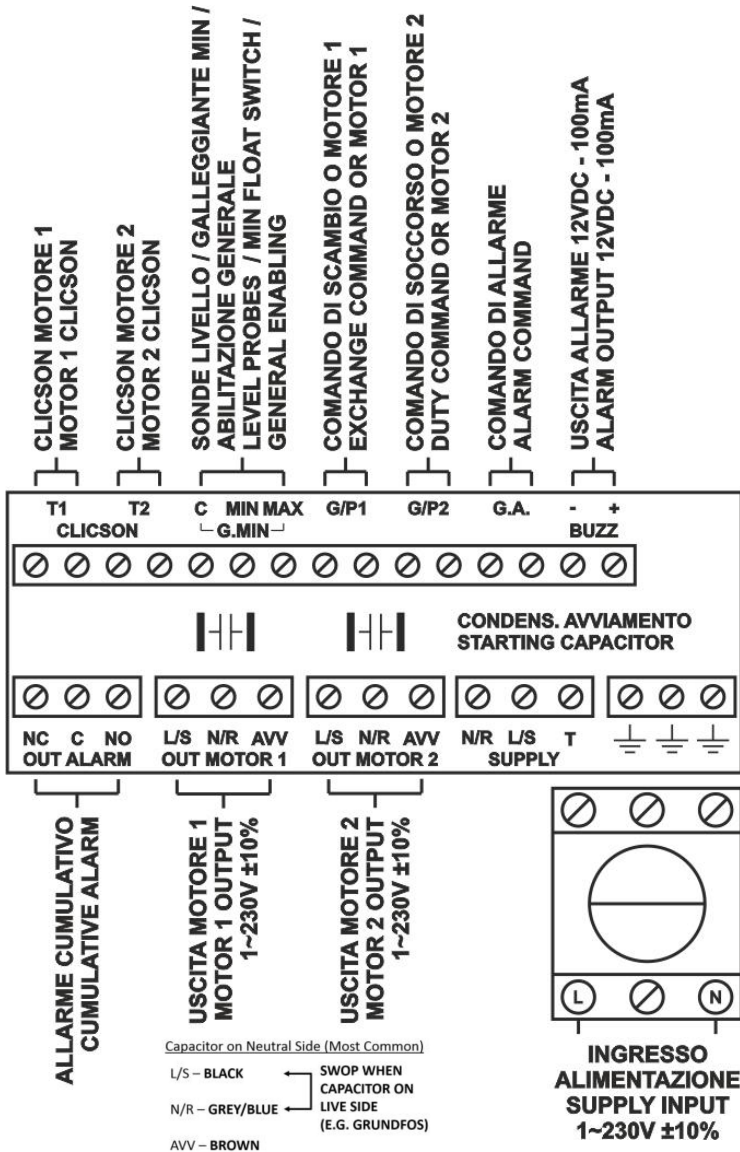 CLICSON MOTORE 1
MOTOR 1 CLICSON
CLICSON MOTORE 2
MOTOR 2 CLICSON
SONDE LIVELLO / GALLEGGIANTE MIN /
ABILITAZIONE GENERALE
LEVEL PROBES / MIN FLOAT SWITCH /
GENERAL ENABLING
COMANDO DI SCAMBIO O MOTORE 1
EXCHANGE COMMAND OR MOTOR 1
COMANDO DI SOCCORSO O MOTORE 2
DUTY COMMAND OR MOTOR 2
COMANDO DI ALLARME
ALARM COMMAND
USCITA ALLARME 12VDC - 100mA
ALARM OUTPUT 12VDC - 100mA
T1 T2 C MIN MAX G/P1 G/P2 G.A. - +
CLICSON G.MIN BUZZ
CONDENS. AVVIAMENTO
STARTING CAPACITOR
NC C NO L/S N/R AVV L/S N/R AVV N/R L/S T
OUT ALARM OUT MOTOR 1 OUT MOTOR 2 SUPPLY
ALLARME CUMULATIVO
CUMULATIVE ALARM
USCITA MOTORE 1
MOTOR 1 OUTPUT
1~230V ±10%
USCITA MOTORE 2
MOTOR 2 OUTPUT
1~230V ±10%
L N
INGRESSO
ALIMENTAZIONE
SUPPLY INPUT
1~230V ±10%
Capacitor on Neutral Side (Most Common)
L/S – BLACK
N/R – GREY/BLUE
AVV – BROWN
SWOP WHEN
CAPACITOR ON
LIVE SIDE
(E.G. GRUNDFOS)